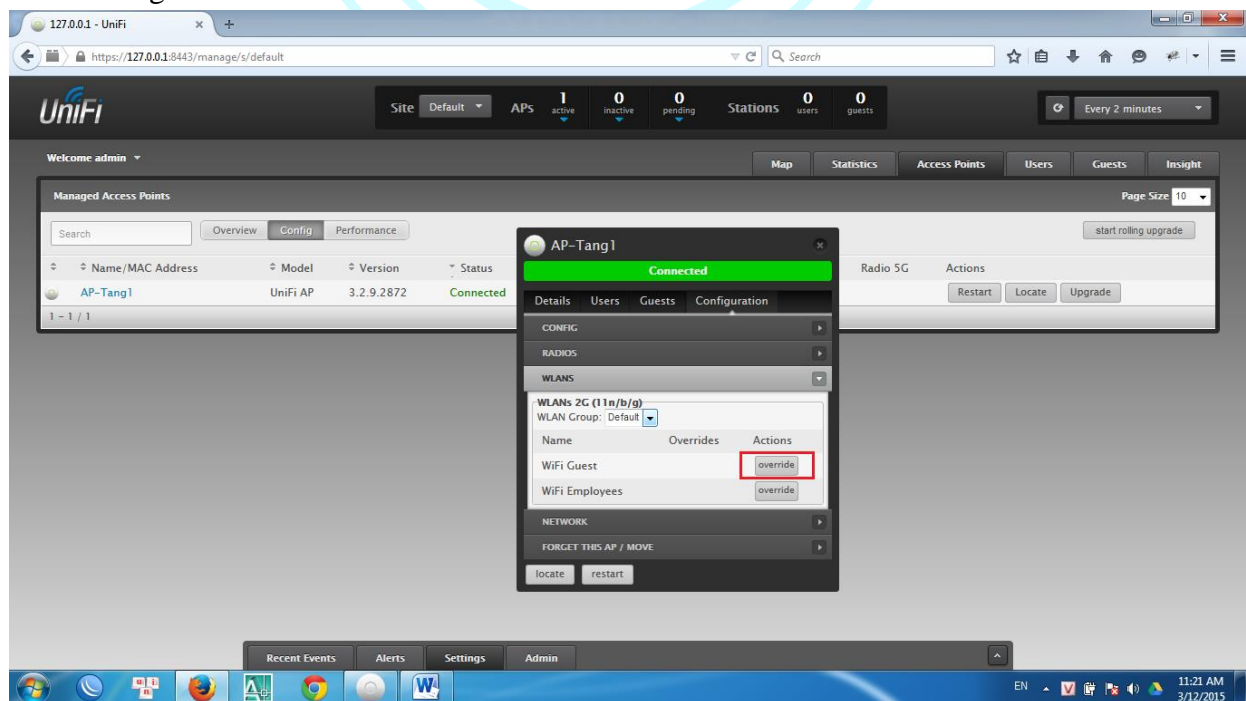 127.0.0.1 - UniFi
https://127.0.0.1:8443/manage/s/default
Search
UniFi
Site Default APs 1 active 0 inactive 0 pending Stations 0 users 0 guests
Every 2 minutes
Welcome admin
Map Statistics Access Points Users Guests Insight
Managed Access Points Page Size 10
Search Overview Config Performance start rolling upgrade
Name/MAC Address Model Version Status Radio 5G Actions
AP-Tang1 UniFi AP 3.2.9.2872 Connected Restart Locate Upgrade
1 - 1 / 1
AP-Tang1
Connected
Details Users Guests Configuration
CONFIG
RADIOS
WLANS
WLANs 2G (11n/b/g)
WLAN Group: Default
Name Overrides Actions
WiFi Guest override
WiFi Employees override
NETWORK
FORGET THIS AP / MOVE
locate restart
Recent Events Alerts Settings Admin
EN 11:21 AM
3/12/2015